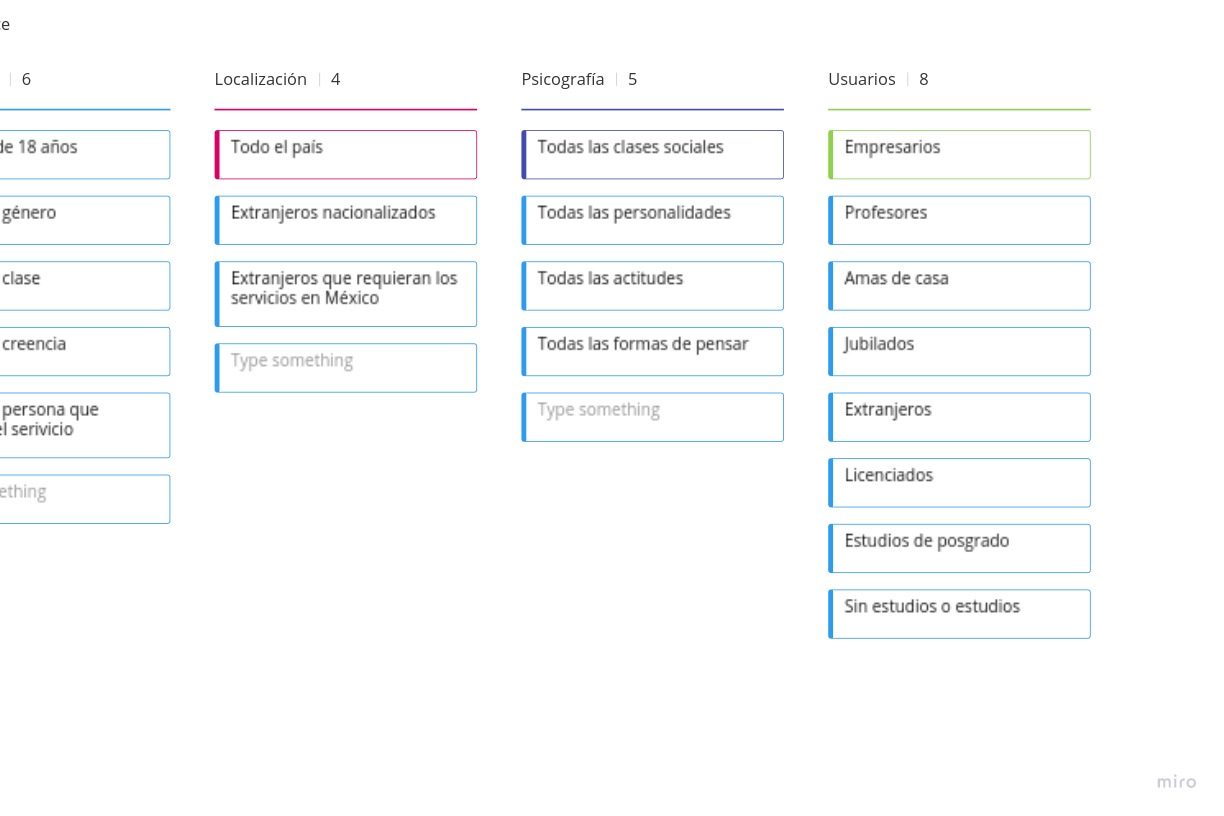 6
de 18 años
género
clase
creencia
persona que
el serivicio
Localización 4
Todo el país
Extranjeros nacionalizados
Extranjeros que requieran los
servicios en México
Type something
Psicografía 5
Todas las clases sociales
Todas las personalidades
Todas las actitudes
Todas las formas de pensar
Type something
Usuarios 8
Empresarios
Profesores
Amas de casa
Jubilados
Extranjeros
Licenciados
Estudios de posgrado
Sin estudios o estudios
miro